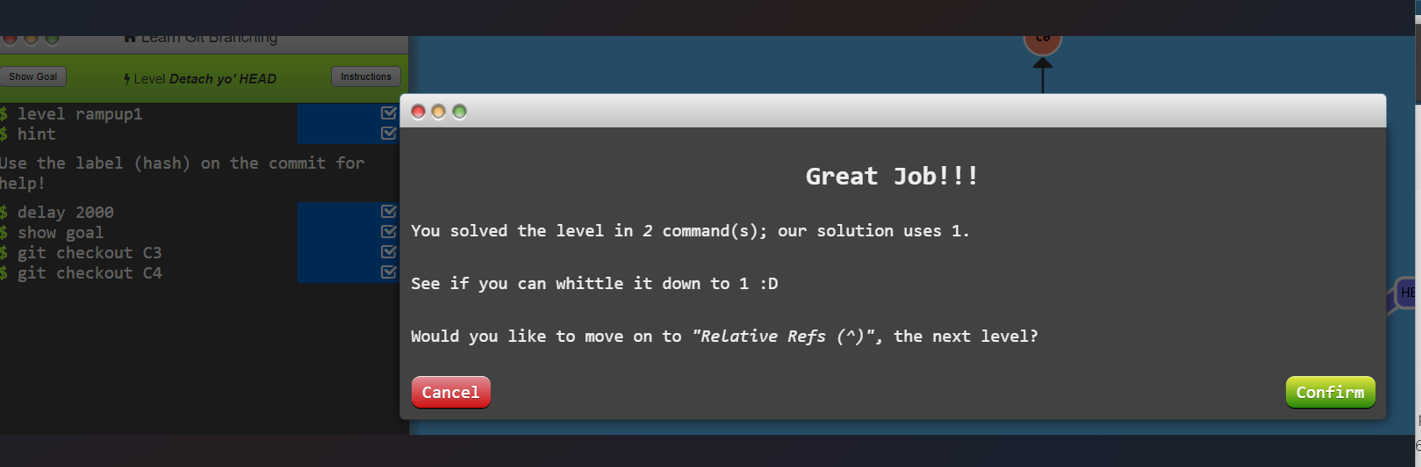 Learn Git Branching
C0
Show Goal
Level Detach yo' HEAD
Instructions
$ level rampup1
$ hint
Use the label (hash) on the commit for
help!
$ delay 2000
$ show goal
$ git checkout C3
$ git checkout C4
Great Job!!!
You solved the level in 2 command(s); our solution uses 1.
See if you can whittle it down to 1 :D
Would you like to move on to "Relative Refs (^)", the next level?
Cancel
Confirm